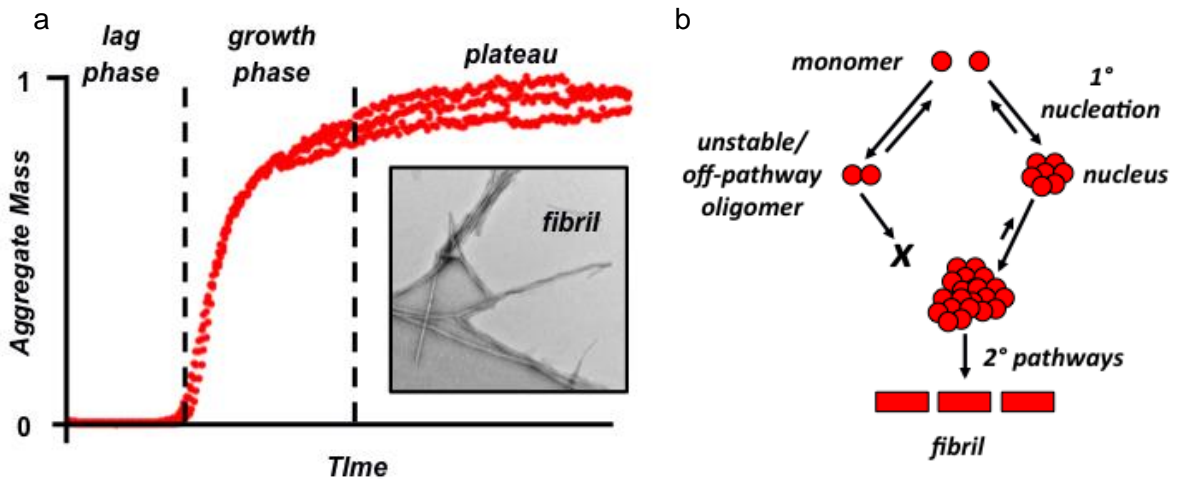 a
lag
phase
growth
phase
plateau
1
Aggregate Mass
fibril
0
TIme
b
monomer
1°
nucleation
unstable/
off-pathway
oligomer
nucleus
X
2° pathways
fibril